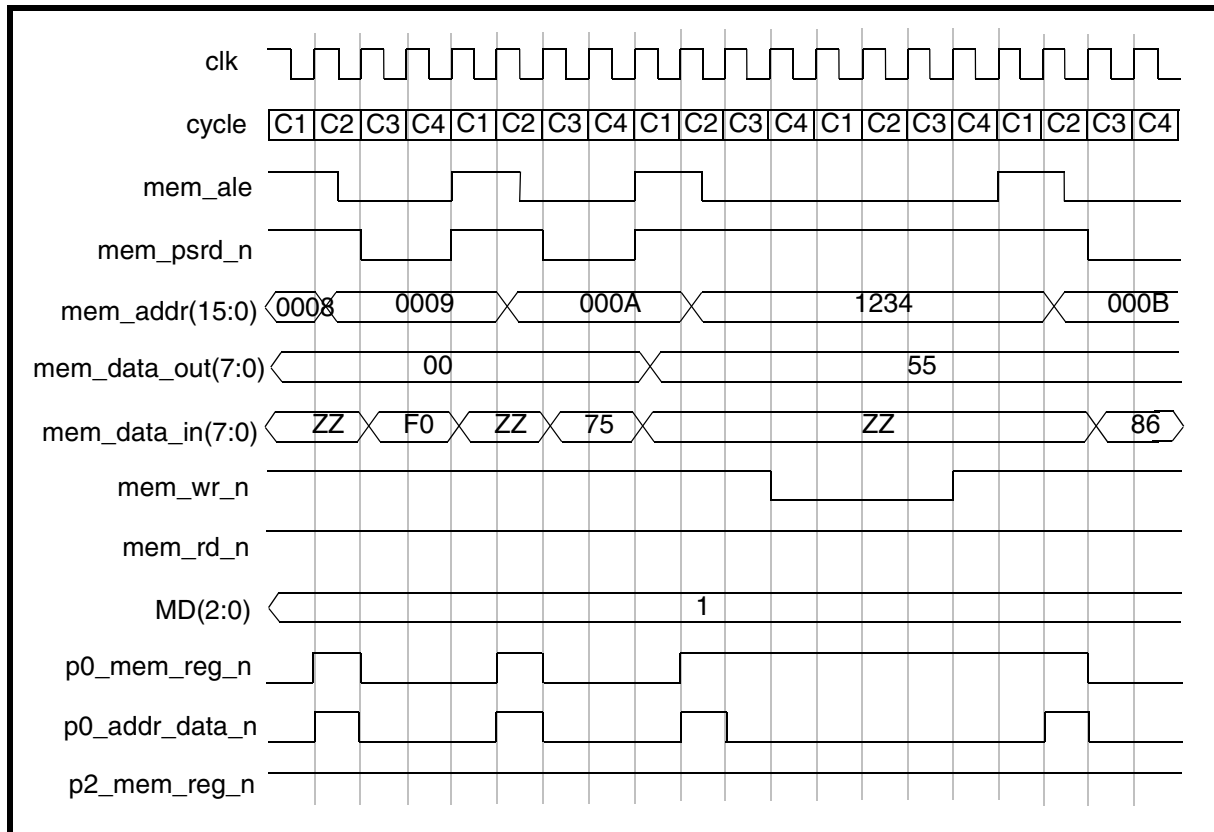 clk
cycle C1 C2 C3 C4 C1 C2 C3 C4 C1 C2 C3 C4 C1 C2 C3 C4 C1 C2 C3 C4
mem_ale
mem_psrd_n
mem_addr(15:0) 0008 0009 000A 1234 000B
mem_data_out(7:0) 00 55
mem_data_in(7:0) ZZ F0 ZZ 75 ZZ 86
mem_wr_n
mem_rd_n
MD(2:0) 1
p0_mem_reg_n
p0_addr_data_n
p2_mem_reg_n